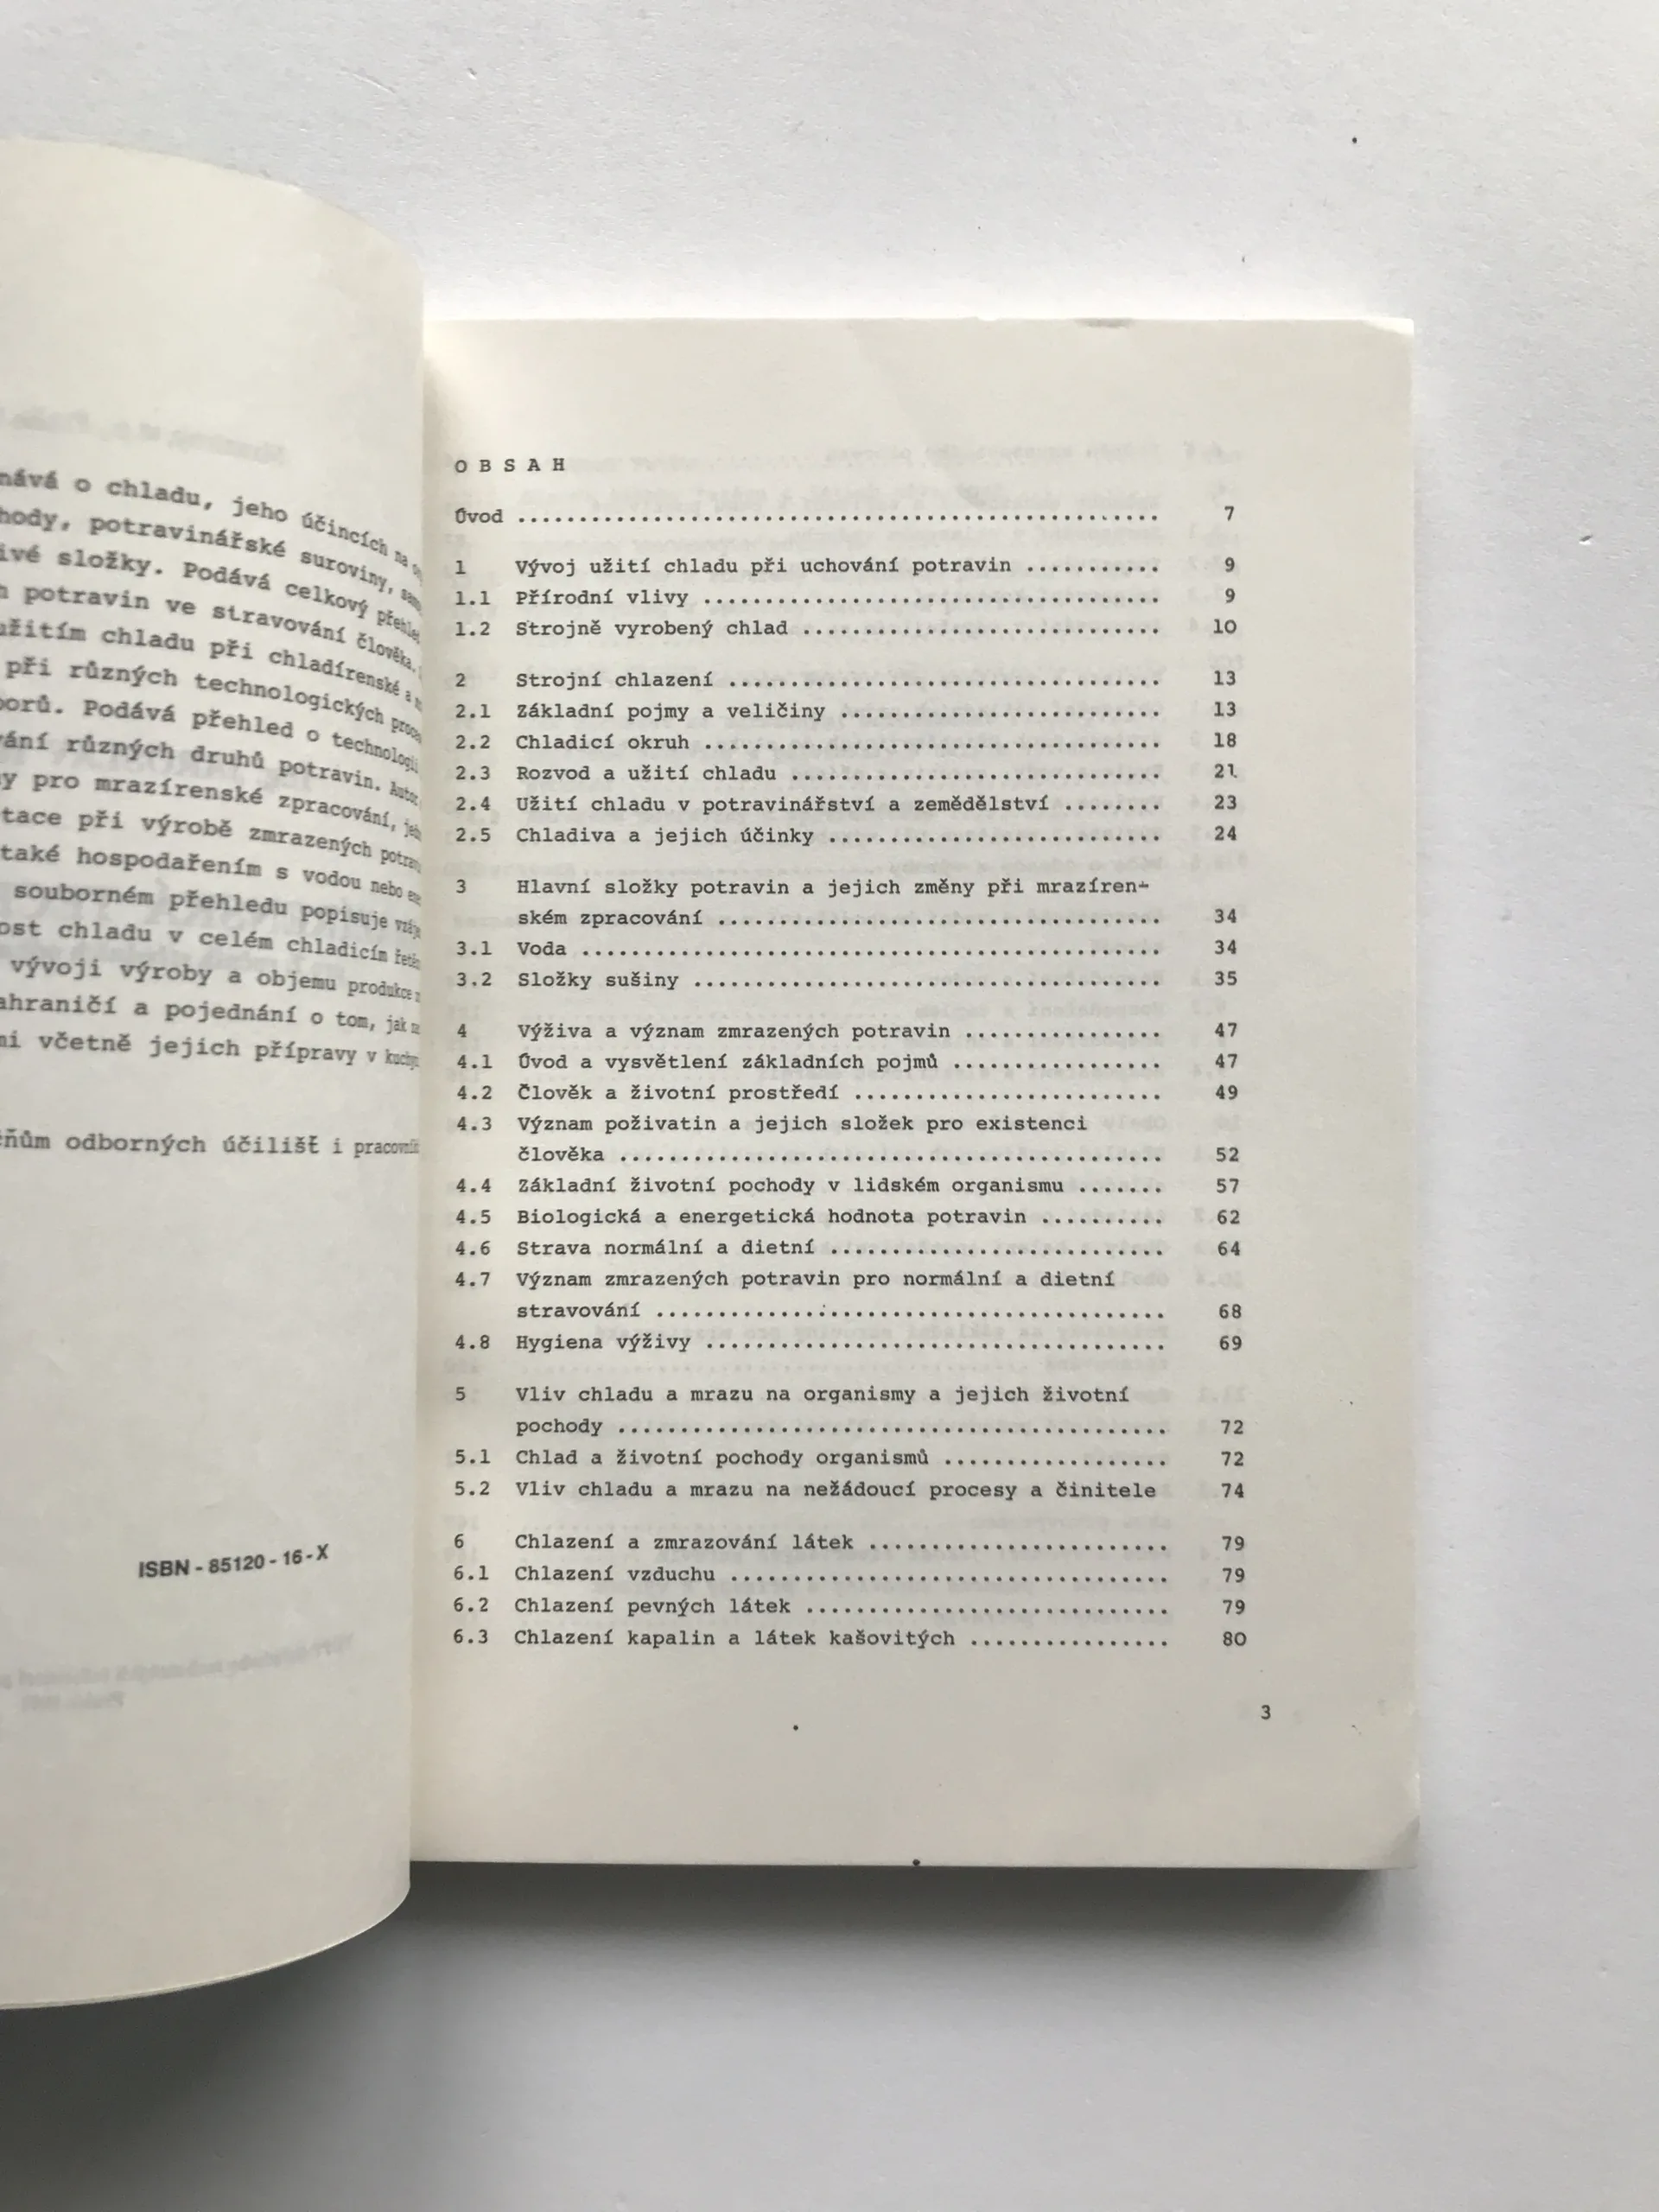 nává o chladu, jeho účincích na
hody, potravinářské suroviny,
ivé složky. Podává celkový
potravin ve stravování člověka.
užitím chladu při chladírenské a
při různých technologických
orů. Podává přehled o
ání různých druhů potravin.
y pro mrazírenské zpracování,
tace při výrobě zmrazených
také hospodařením s vodou nebo
souborném přehledu popisuje
ost chladu v celém chladicím
vývoji výroby a objemu produkce
ahraničí a pojednání o tom, jak
mi včetně jejich přípravy v
ňům odborných účilišť i
ISBN - 85120 - 16 - X
O B S A H
Úvod .................................................... 7
1 Vývoj užití chladu při uchování potravin ........... 9
1.1 Přírodní vlivy ..................................... 9
1.2 Strojně vyrobený chlad ............................. 10
2 Strojní chlazení ................................... 13
2.1 Základní pojmy a veličiny .......................... 13
2.2 Chladicí okruh ..................................... 18
2.3 Rozvod a užití chladu .............................. 21
2.4 Užití chladu v potravinářství a zemědělství ........ 23
2.5 Chladiva a jejich účinky ........................... 24
3 Hlavní složky potravin a jejich změny při mrazíren-
ském zpracování .................................... 34
3.1 Voda ............................................... 34
3.2 Složky sušiny ...................................... 35
4 Výživa a význam zmrazených potravin ................ 47
4.1 Úvod a vysvětlení základních pojmů ................. 47
4.2 Člověk a životní prostředí ......................... 49
4.3 Význam poživatin a jejich složek pro existenci
člověka ............................................ 52
4.4 Základní životní pochody v lidském organismu ....... 57
4.5 Biologická a energetická hodnota potravin .......... 62
4.6 Strava normální a dietní ........................... 64
4.7 Význam zmrazených potravin pro normální a dietní
stravování ......................................... 68
4.8 Hygiena výživy ..................................... 69
5 Vliv chladu a mrazu na organismy a jejich životní
pochody ............................................ 72
5.1 Chlad a životní pochody organismů .................. 72
5.2 Vliv chladu a mrazu na nežádoucí procesy a činitele 74
6 Chlazení a zmrazování látek ........................ 79
6.1 Chlazení vzduchu ................................... 79
6.2 Chlazení pevných látek ............................. 79
6.3 Chlazení kapalin a látek kašovitých ................ 80
3